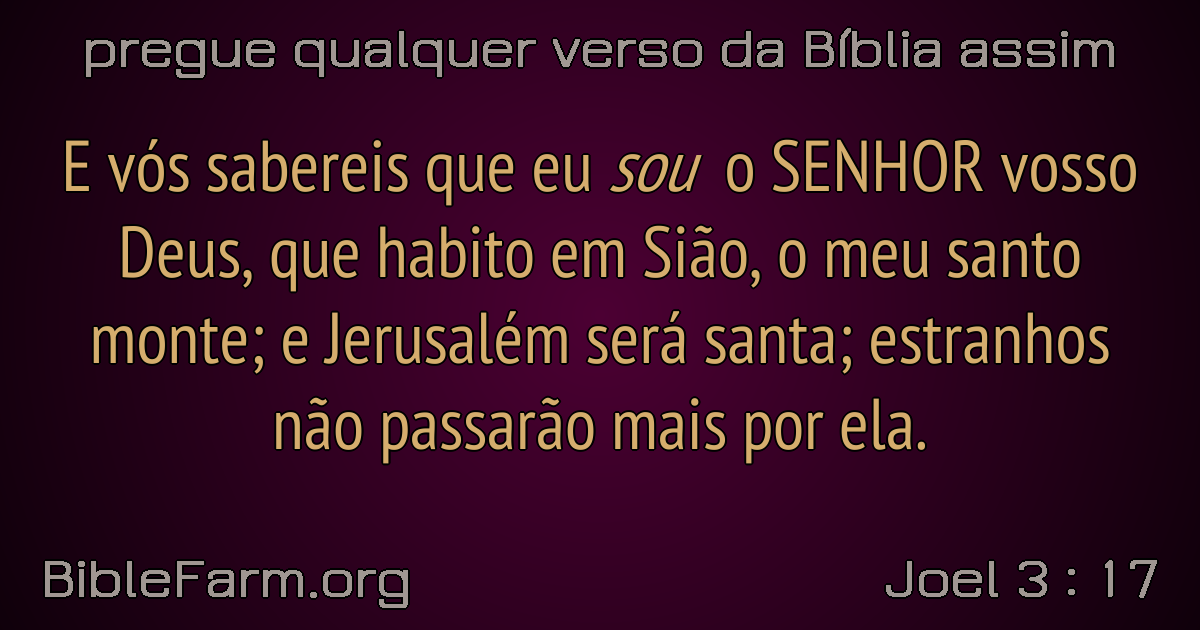 pregue qualquer verso da Bíblia assim
E vós sabereis que eu sou o SENHOR vosso
Deus, que habito em Sião, o meu santo
monte; e Jerusalém será santa; estranhos
não passarão mais por ela.
BibleFarm.org
Joel 3 : 17